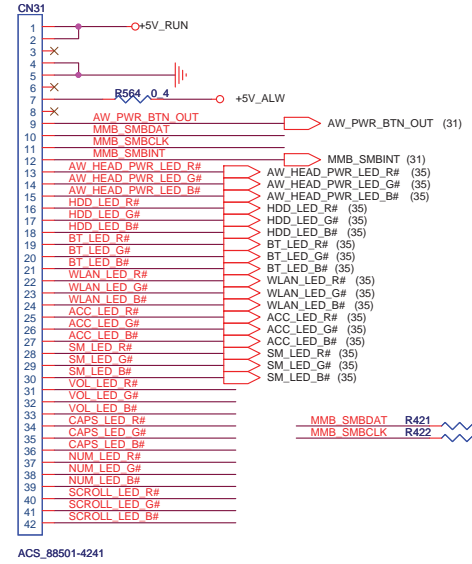 CN31
1 +5V_RUN
2
3
4
5
6
7 R564 0_4 +5V_ALW
8
9 AW_PWR_BTN_OUT AW_PWR_BTN_OUT (31)
10 MMB_SMBDAT
11 MMB_SMBCLK
12 MMB_SMBINT MMB_SMBINT (31)
13 AW_HEAD_PWR_LED_R# AW_HEAD_PWR_LED_R# (35)
14 AW_HEAD_PWR_LED_G# AW_HEAD_PWR_LED_G# (35)
15 AW_HEAD_PWR_LED_B# AW_HEAD_PWR_LED_B# (35)
16 HDD_LED_R# HDD_LED_R# (35)
17 HDD_LED_G# HDD_LED_G# (35)
18 HDD_LED_B# HDD_LED_B# (35)
19 BT_LED_R# BT_LED_R# (35)
20 BT_LED_G# BT_LED_G# (35)
21 BT_LED_B# BT_LED_B# (35)
22 WLAN_LED_R# WLAN_LED_R# (35)
23 WLAN_LED_G# WLAN_LED_G# (35)
24 WLAN_LED_B# WLAN_LED_B# (35)
25 ACC_LED_R# ACC_LED_R# (35)
26 ACC_LED_G# ACC_LED_G# (35)
27 ACC_LED_B# ACC_LED_B# (35)
28 SM_LED_R# SM_LED_R# (35)
29 SM_LED_G# SM_LED_G# (35)
30 SM_LED_B# SM_LED_B# (35)
31 VOL_LED_R#
32 VOL_LED_G#
33 VOL_LED_B#
34 CAPS_LED_R# MMB_SMBDAT R421
35 CAPS_LED_G# MMB_SMBCLK R422
36 CAPS_LED_B#
37 NUM_LED_R#
38 NUM_LED_G#
39 NUM_LED_B#
40 SCROLL_LED_R#
41 SCROLL_LED_G#
42 SCROLL_LED_B#
ACS_88501-4241